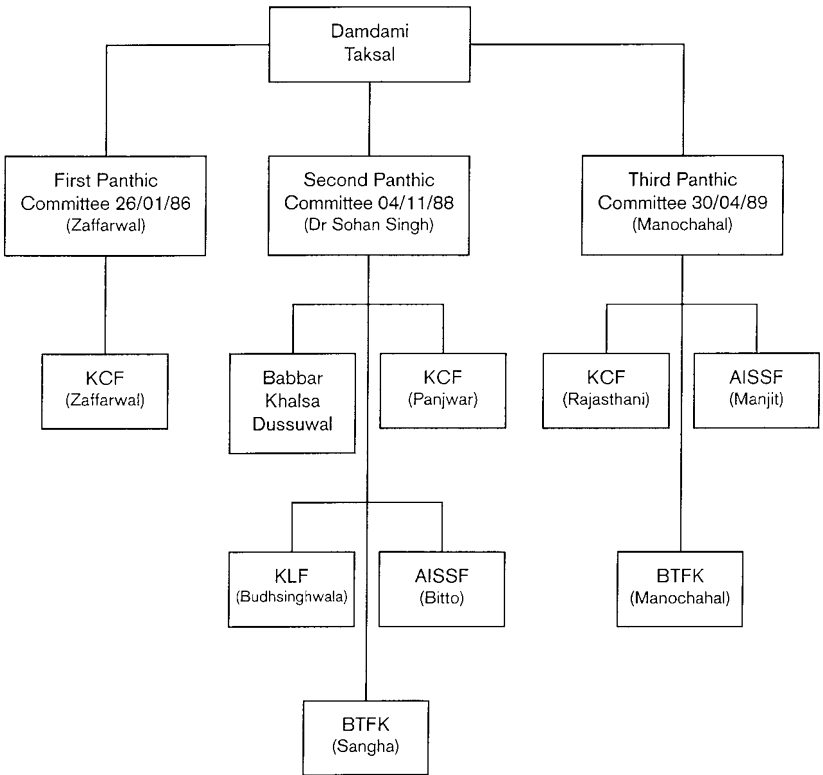 Damdami
Taksal
First Panthic
Committee 26/01/86
(Zaffarwal)
Second Panthic
Committee 04/11/88
(Dr Sohan Singh)
Third Panthic
Committee 30/04/89
(Manochahal)
KCF
(Zaffarwal)
Babbar
Khalsa
Dussuwal
KCF
(Panjwar)
KCF
(Rajasthani)
AISSF
(Manjit)
KLF
(Budhsinghwala)
AISSF
(Bitto)
BTFK
(Manochahal)
BTFK
(Sangha)